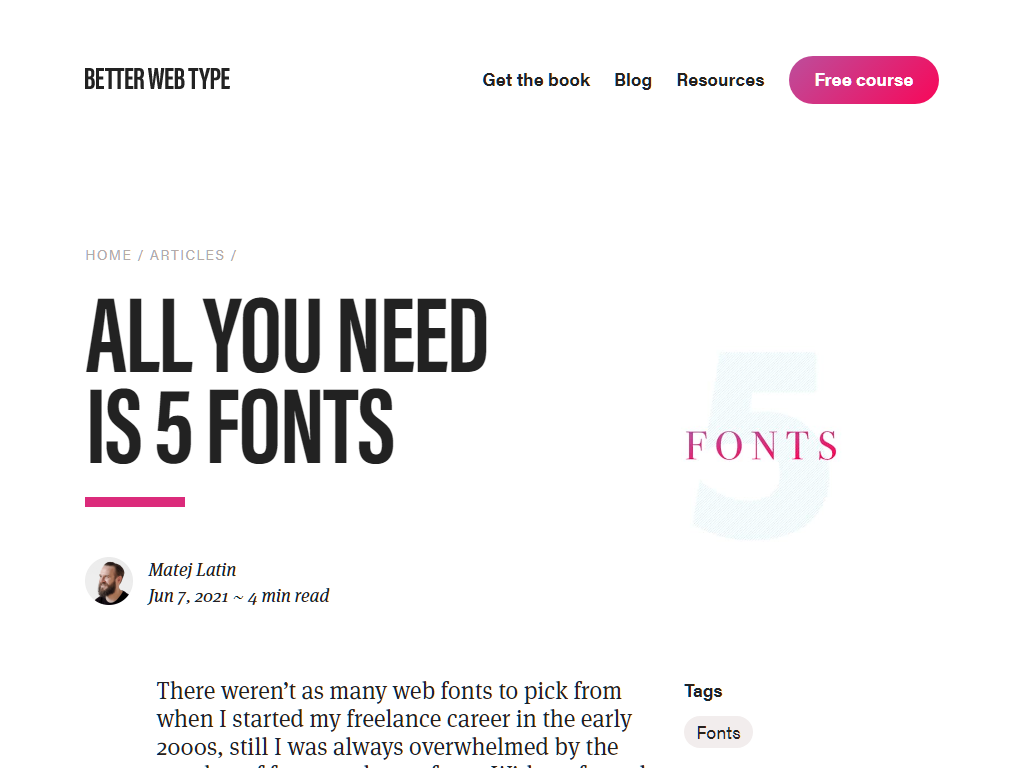 BETTER WEB TYPE
Get the book
Blog
Resources
Free course
HOME / ARTICLES /
ALL YOU NEED
IS 5 FONTS
5
FONTS
Matej Latin
Jun 7, 2021 ~ 4 min read
There weren’t as many web fonts to pick from
when I started my freelance career in the early
2000s, still I was always overwhelmed by the
Tags
Fonts